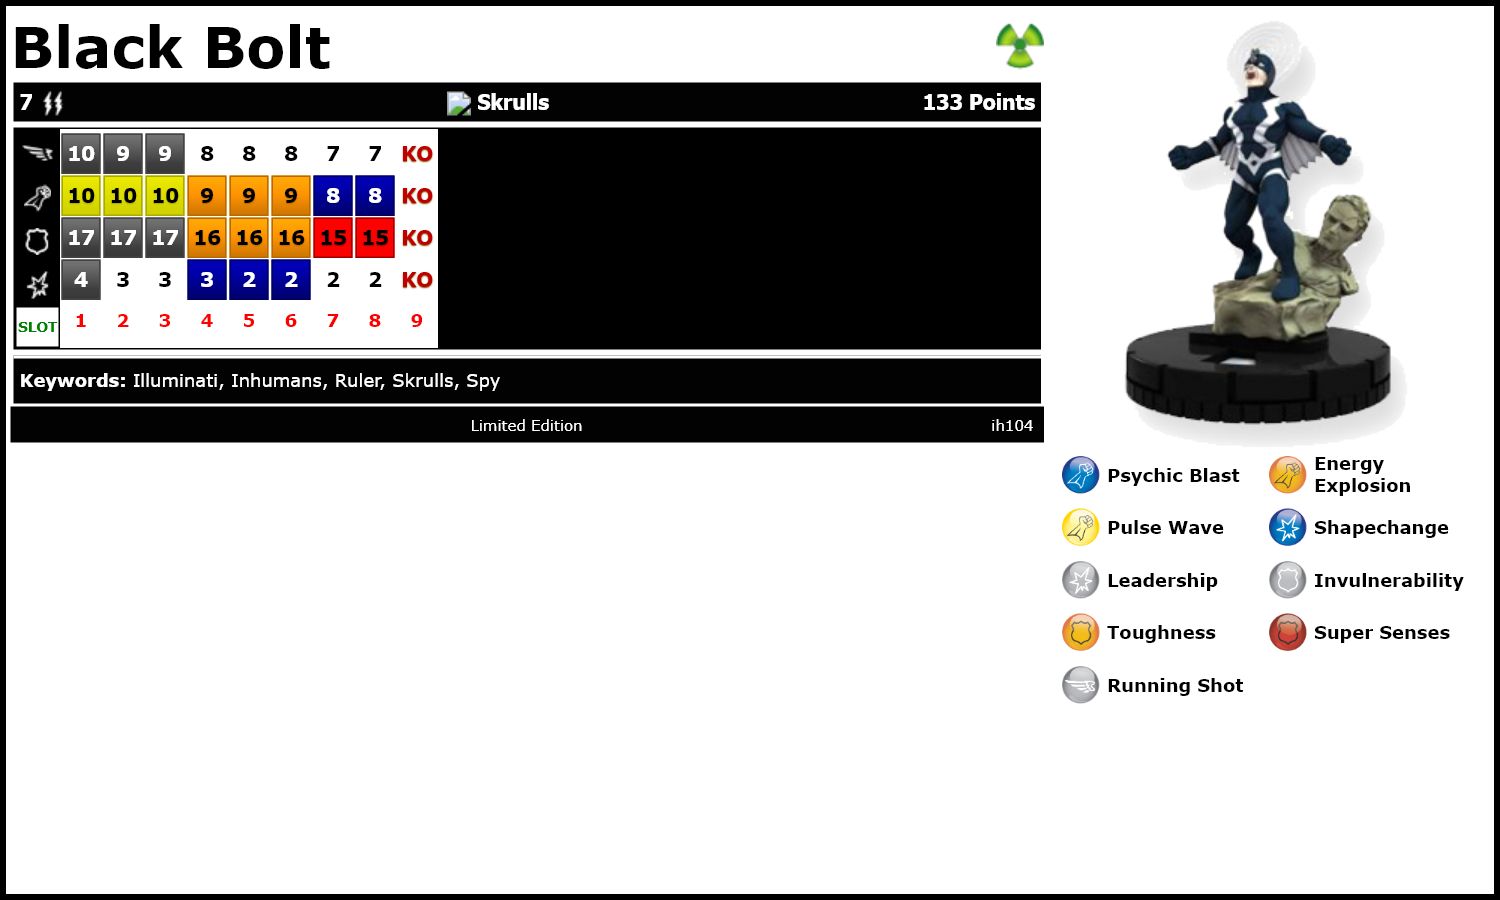 Black Bolt
7 Skrulls 133 Points
10 9 9 8 8 8 7 7 KO
10 10 10 9 9 9 8 8 KO
17 17 17 16 16 16 15 15 KO
4 3 3 3 2 2 2 2 KO
SLOT 1 2 3 4 5 6 7 8 9
Keywords: Illuminati, Inhumans, Ruler, Skrulls, Spy
Limited Edition ih104
Psychic Blast
Energy
Explosion
Pulse Wave
Shapechange
Leadership
Invulnerability
Toughness
Super Senses
Running Shot